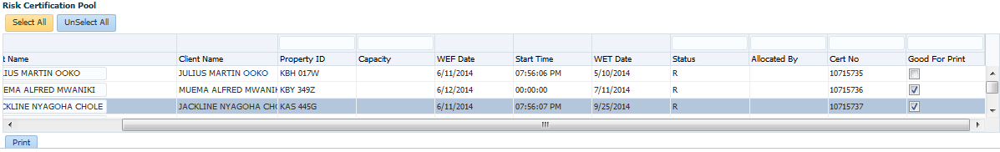 Risk Certification Pool
Select All UnSelect All
t Name Client Name Property ID Capacity WEF Date Start Time WET Date Status Allocated By Cert No Good For Print
LIUS MARTIN OOKO JULIUS MARTIN OOKO KBH 017W 6/11/2014 07:56:06 PM 5/10/2014 R 10715735
UEMA ALFRED MWANIKI MUEMA ALFRED MWANIK KBY 349Z 6/12/2014 00:00:00 7/11/2014 R 10715736
CKLINE NYAGOHA CHOLE JACKLINE NYAGOHA CHO KAS 445G 6/11/2014 07:56:07 PM 9/25/2014 R 10715737
Print